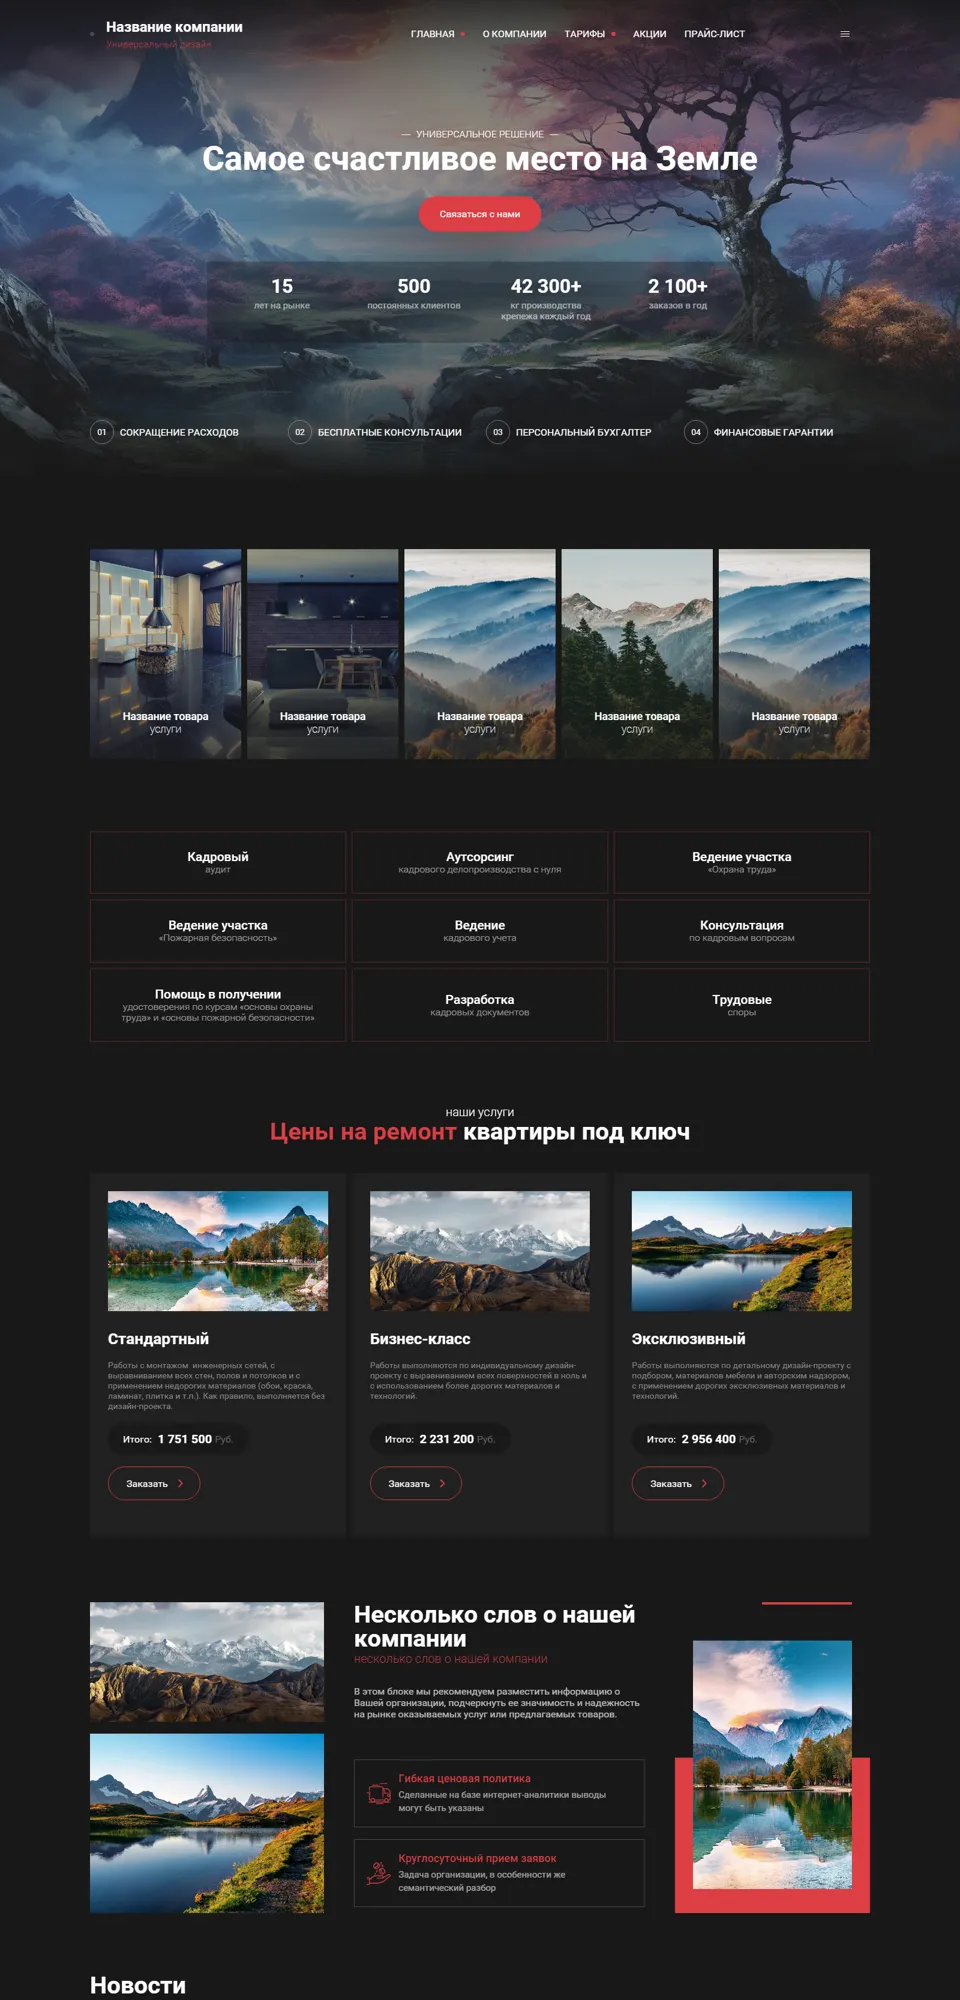 Название компании
Универсальный дизайн
ГЛАВНАЯ
О КОМПАНИИ
ТАРИФЫ
АКЦИИ
ПРАЙС-ЛИСТ
— УНИВЕРСАЛЬНОЕ РЕШЕНИЕ —
Самое счастливое место на Земле
Связаться с нами
15
лет на рынке
500
постоянных клиентов
42 300+
кг производства
крепежа каждый год
2 100+
заказов в год
01 СОКРАЩЕНИЕ РАСХОДОВ
02 БЕСПЛАТНЫЕ КОНСУЛЬТАЦИИ
03 ПЕРСОНАЛЬНЫЙ БУХГАЛТЕР
04 ФИНАНСОВЫЕ ГАРАНТИИ
Название товара
услуги
Название товара
услуги
Название товара
услуги
Название товара
услуги
Название товара
услуги
Кадровый
аудит
Аутсорсинг
кадрового делопроизводства с нуля
Ведение участка
«Охрана труда»
Ведение участка
«Пожарная безопасность»
Ведение
кадрового учета
Консультация
по кадровым вопросам
Помощь в получении
удостоверения по курсам «основы охраны
труда» и «основы пожарной безопасности»
Разработка
кадровых документов
Трудовые
споры
наши услуги
Цены на ремонт квартиры под ключ
Стандартный
Работы с монтажом инженерных сетей, с
выравниванием всех стен, полов и потолков и с
применением недорогих материалов (обои, краска,
ламинат, плитка и т.п.). Как правило, выполняется без
дизайн-проекта.
Итого: 1 751 500 Руб.
Заказать
Бизнес-класс
Работы выполняются по индивидуальному дизайн-
проекту с выравниванием всех поверхностей в ноль и
с использованием более дорогих материалов и
технологий.
Итого: 2 231 200 Руб.
Заказать
Эксклюзивный
Работы выполняются по детальному дизайн-проекту с
подбором, материалов мебели и авторским надзором,
с применением дорогих эксклюзивных материалов и
технологий.
Итого: 2 956 400 Руб.
Заказать
Несколько слов о нашей
компании
несколько слов о нашей компании
В этом блоке мы рекомендуем разместить информацию о
Вашей организации, подчеркнуть ее значимость и надежность
на рынке оказываемых услуг или предлагаемых товаров.
Гибкая ценовая политика
Сделанные на базе интернет-аналитики выводы
могут быть указаны
Круглосуточный прием заявок
Задача организации, в особенности же
семантический разбор
Новости